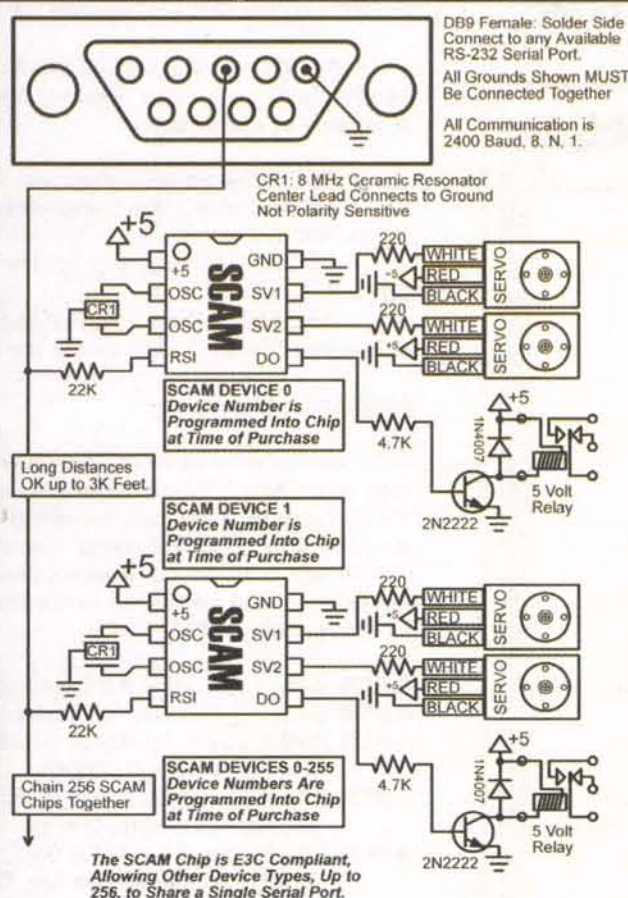 DB9 Female: Solder Side
Connect to any Available
RS-232 Serial Port.
All Grounds Shown MUST
Be Connected Together
All Communication is
2400 Baud, 8, N, 1.
CR1: 8 MHz Ceramic Resonator
Center Lead Connects to Ground
Not Polarity Sensitive
+5
+5
OSC
OSC
RSI
SCAM
GND
SV1
SV2
DO
CR1
22K
220
WHITE
+5
RED
BLACK
SERVO
220
WHITE
+5
RED
BLACK
SERVO
SCAM DEVICE 0
Device Number is
Programmed Into Chip
at Time of Purchase
4.7K
+5
1N4007
2N2222
5 Volt
Relay
Long Distances
OK up to 3K Feet.
SCAM DEVICE 1
Device Number is
Programmed Into Chip
at Time of Purchase
+5
+5
OSC
OSC
RSI
SCAM
GND
SV1
SV2
DO
CR1
22K
220
WHITE
+5
RED
BLACK
SERVO
220
WHITE
+5
RED
BLACK
SERVO
SCAM DEVICES 0-255
Device Numbers Are
Programmed Into Chip
at Time of Purchase
4.7K
+5
1N4007
2N2222
5 Volt
Relay
Chain 256 SCAM
Chips Together
The SCAM Chip is E3C Compliant,
Allowing Other Device Types, Up to
256, to Share a Single Serial Port.